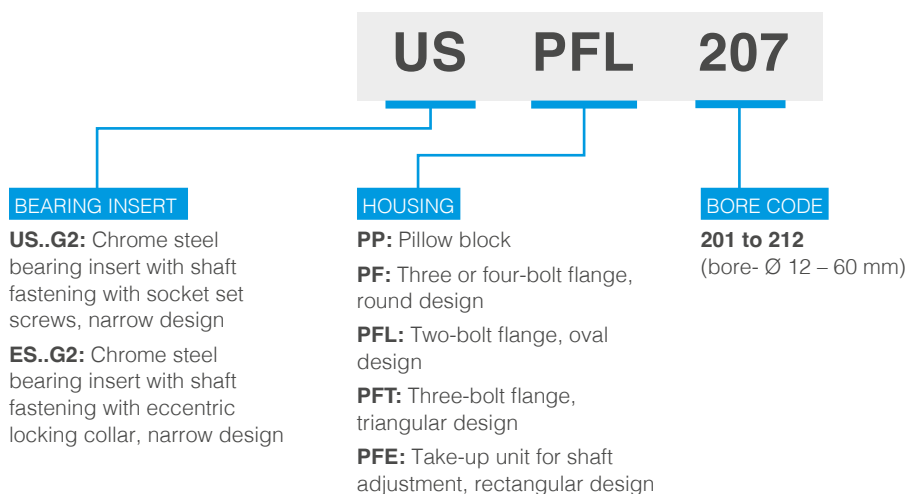 US PFL 207
BEARING INSERT
US..G2: Chrome steel
bearing insert with shaft
fastening with socket set
screws, narrow design
ES..G2: Chrome steel
bearing insert with shaft
fastening with eccentric
locking collar, narrow design
HOUSING
PP: Pillow block
PF: Three or four-bolt flange,
round design
PFL: Two-bolt flange, oval
design
PFT: Three-bolt flange,
triangular design
PFE: Take-up unit for shaft
adjustment, rectangular design
BORE CODE
201 to 212
(bore- Ø 12 – 60 mm)